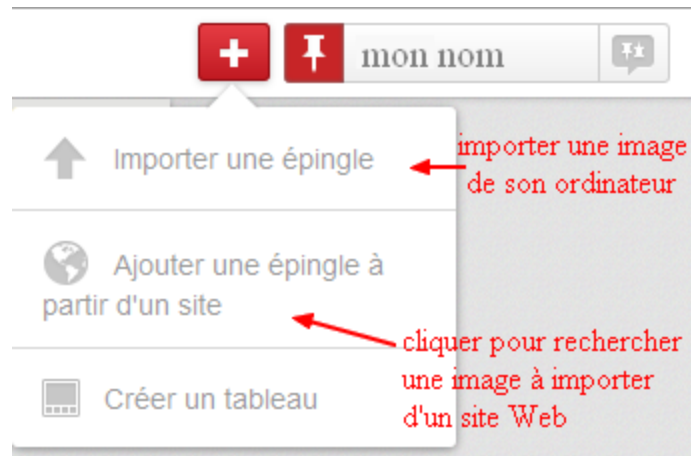 mon nom
Importer une épingle
importer une image
de son ordinateur
Ajouter une épingle à
partir d'un site
cliquer pour rechercher
une image à importer
d'un site Web
Créer un tableau